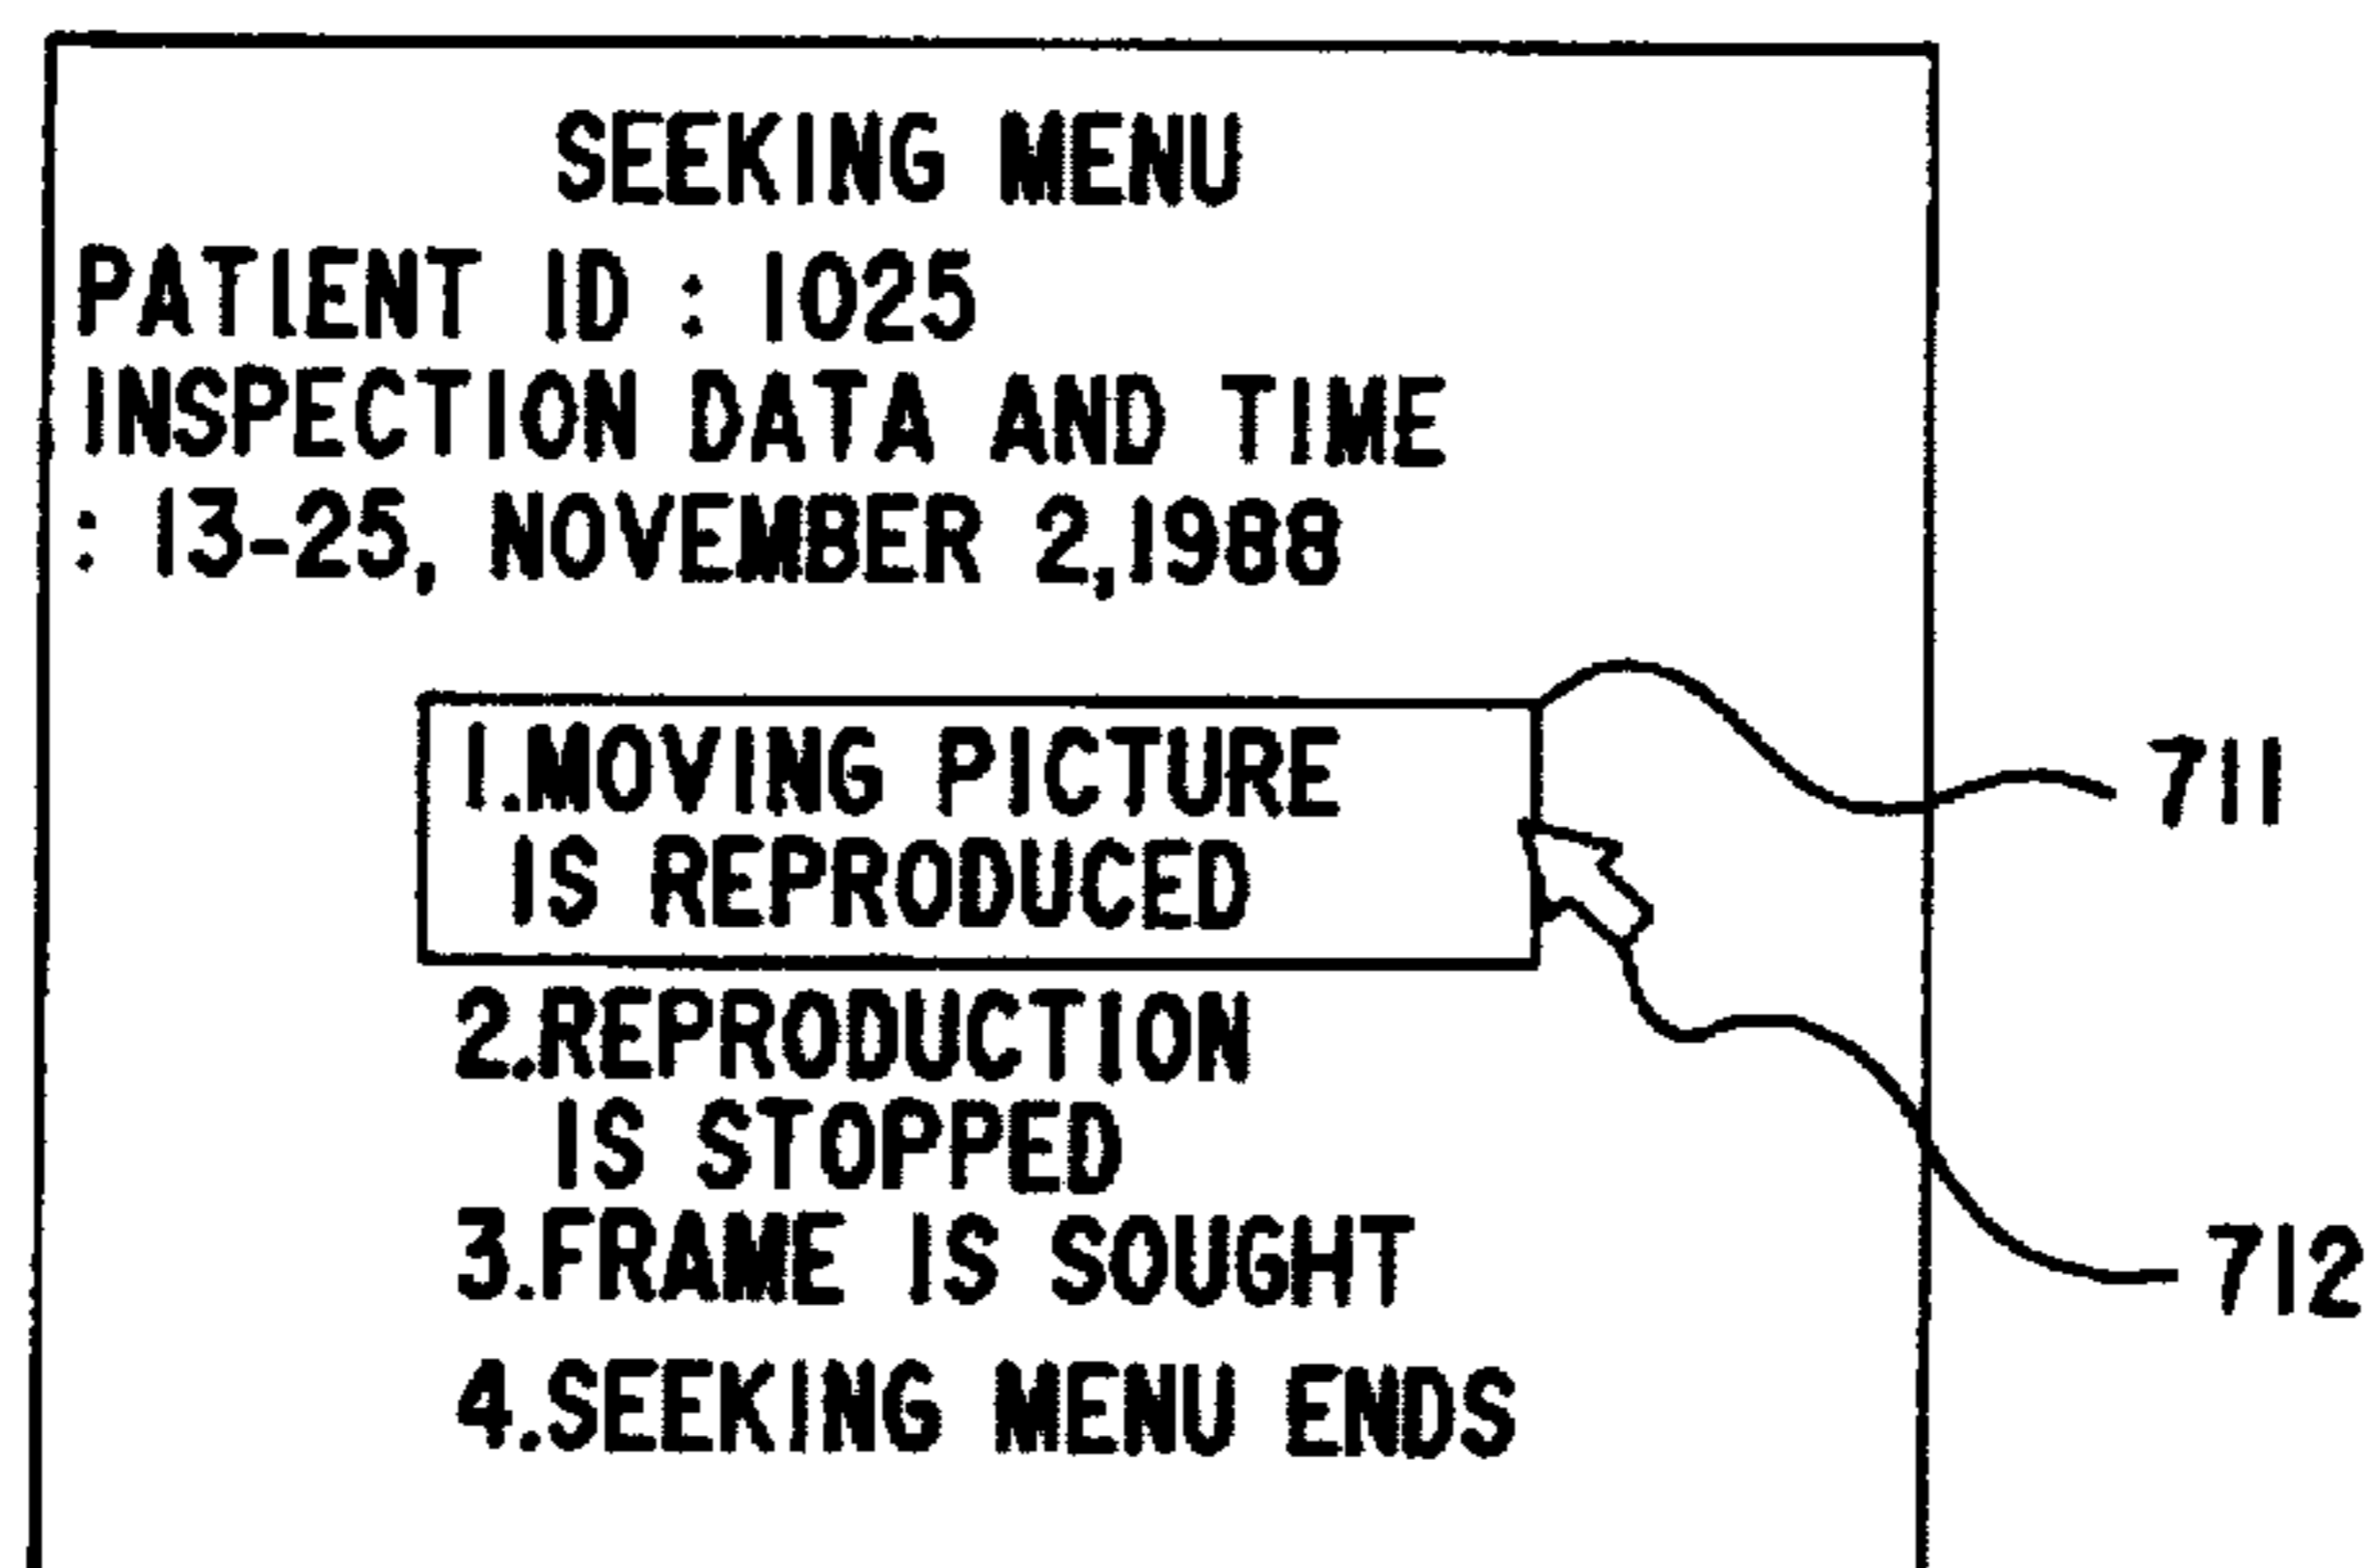 SEEKING MENU
PATIENT ID : 1025
INSPECTION DATA AND TIME
: 13-25, NOVEMBER 2,1988
1.MOVING PICTURE
IS REPRODUCED
711
2.REPRODUCTION
IS STOPPED
3.FRAME IS SOUGHT
712
4.SEEKING MENU ENDS